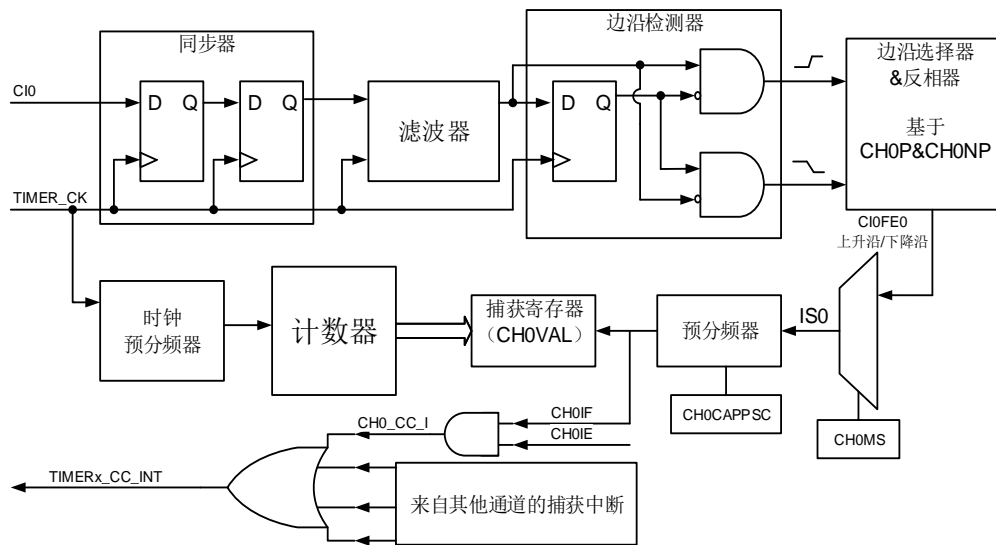 同步器
边沿检测器
边沿选择器
&反相器
基于
CH0P&CH0NP
CI0
D Q
D Q
滤波器
D Q
TIMER_CK
CI0FE0
上升沿/下降沿
时钟
预分频器
计数器
捕获寄存器
（CH0VAL）
预分频器
IS0
CH0CAPPSC
CH0MS
CH0_CC_I
CH0IF
CH0IE
TIMERx_CC_INT
来自其他通道的捕获中断